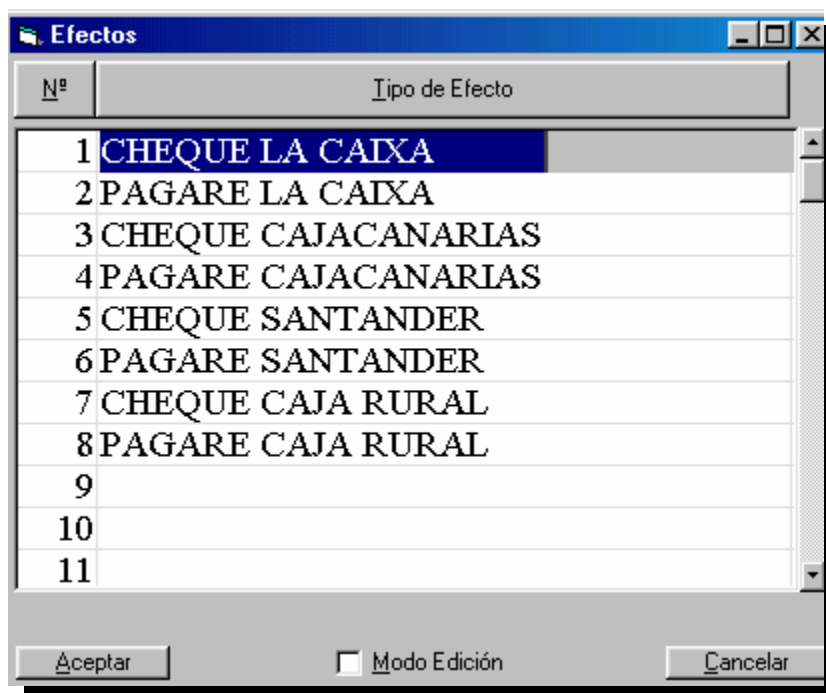 Efectos
Nº Tipo de Efecto
1 CHEQUE LA CAIXA
2 PAGARE LA CAIXA
3 CHEQUE CAJACANARIAS
4 PAGARE CAJACANARIAS
5 CHEQUE SANTANDER
6 PAGARE SANTANDER
7 CHEQUE CAJA RURAL
8 PAGARE CAJA RURAL
9
10
11
Aceptar Modo Edición Cancelar